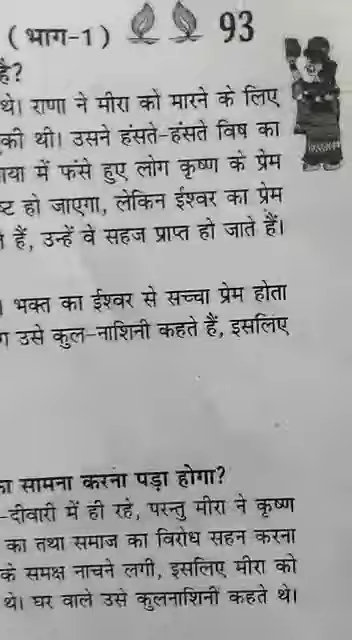 ( भाग-1 ) 93
है?
थे। राणा ने मीरा को मारने के लिए
की थी। उसने हंसते-हंसते विष का
में फंसे हुए लोग कृष्ण के प्रेम
हो जाएगा, लेकिन ईश्वर का प्रेम
हैं, उन्हें वे सहज प्राप्त हो जाते हैं।
भक्त का ईश्वर से सच्चा प्रेम होता
उसे कुल-नाशिनी कहते हैं, इसलिए
सामना करना पड़ा होगा?
-दीवारी में ही रहे, परन्तु मीरा ने कृष्ण
का तथा समाज का विरोध सहन करना
के समक्ष नाचने लगी, इसलिए मीरा को
थे। घर वाले उसे कुलनाशिनी कहते थे।